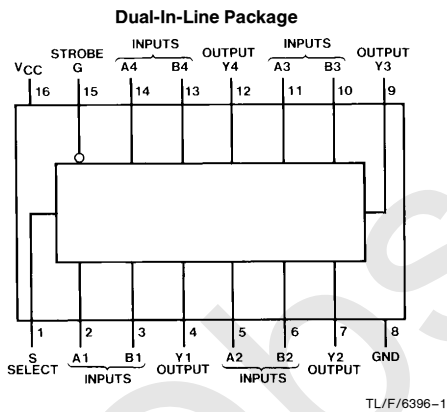 Dual-In-Line Package
STROBE INPUTS OUTPUT INPUTS OUTPUT
VCC G A4 B4 Y4 A3 B3 Y3
16 15 14 13 12 11 10 9
1 2 3 4 5 6 7 8
S A1 B1 Y1 A2 B2 Y2 GND
SELECT INPUTS OUTPUT INPUTS OUTPUT
TL/F/6396–1